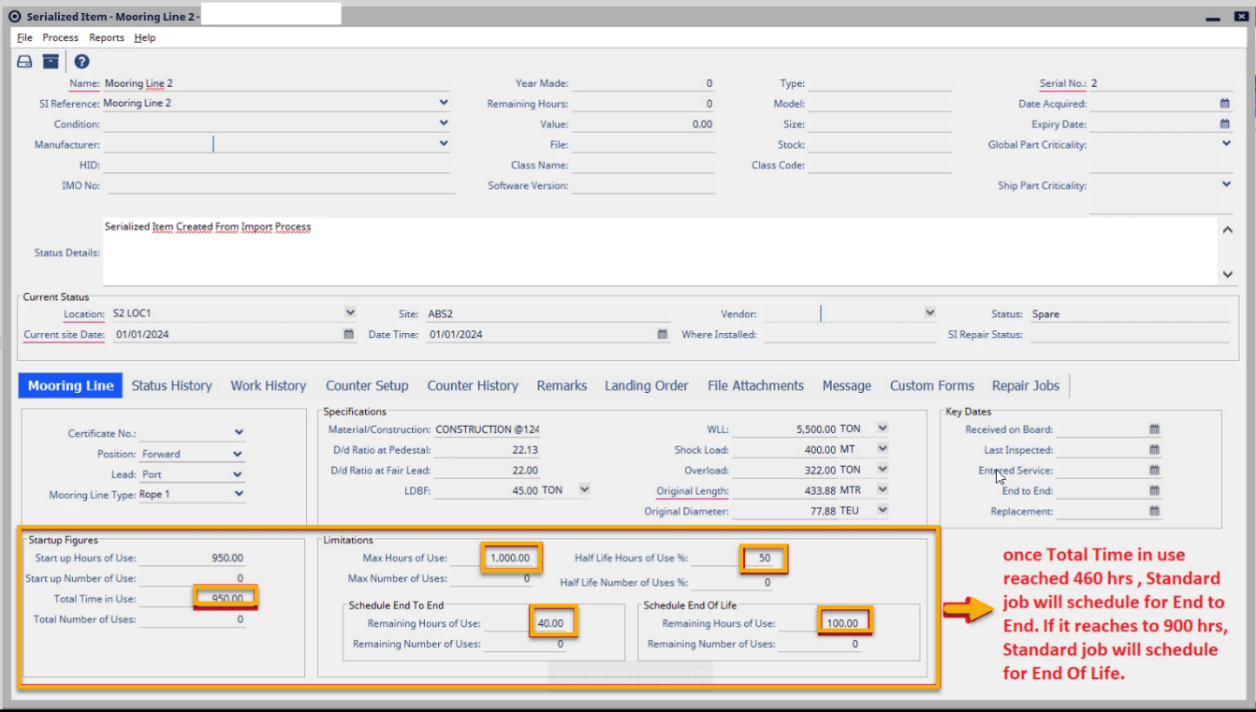 Serialized Item - Mooring Line 2 -
File Process Reports Help
Name: Mooring Line 2 Year Made: 0 Type: Serial No.: 2
SI Reference: Mooring Line 2 Remaining Hours: 0 Model: Date Acquired:
Condition: Value: 0.00 Size: Expiry Date:
Manufacturer: File: Stock: Global Part Criticality:
HID: Class Name: Class Code:
IMO No: Software Version: Ship Part Criticality:
Serialized Item Created From Import Process
Status Details:
Current Status
Location: S2 LOC1 Site: ABS2 Vendor: Status: Spare
Current site Date: 01/01/2024 Date Time: 01/01/2024 Where Installed: SI Repair Status:
Mooring Line Status History Work History Counter Setup Counter History Remarks Landing Order File Attachments Message Custom Forms Repair Jobs
Specifications Key Dates
Certificate No.: Material/Construction: CONSTRUCTION @124 WLL: 5,500.00 TON Received on Board:
Position: Forward D/d Ratio at Pedestal: 22.13 Shock Load: 400.00 MT Last Inspected:
Lead: Port D/d Ratio at Fair Lead: 22.00 Overload: 322.00 TON Entered Service:
Mooring Line Type: Rope 1 LDBF: 45.00 TON Original Length: 433.88 MTR End to End:
Original Diameter: 77.88 TEU Replacement:
Startup Figures Limitations
Start up Hours of Use: 950.00 Max Hours of Use: 1,000.00 Half Life Hours of Use %: 50
Start up Number of Use: 0 Max Number of Uses: 0 Half Life Number of Uses %: 0
Total Time in Use: 950.00 Schedule End To End Schedule End Of Life
Total Number of Uses: 0 Remaining Hours of Use: 40.00 Remaining Hours of Use: 100.00
Remaining Number of Uses: 0 Remaining Number of Uses: 0
once Total Time in use
reached 460 hrs , Standard
job will schedule for End to
End. If it reaches to 900 hrs,
Standard job will schedule
for End Of Life.